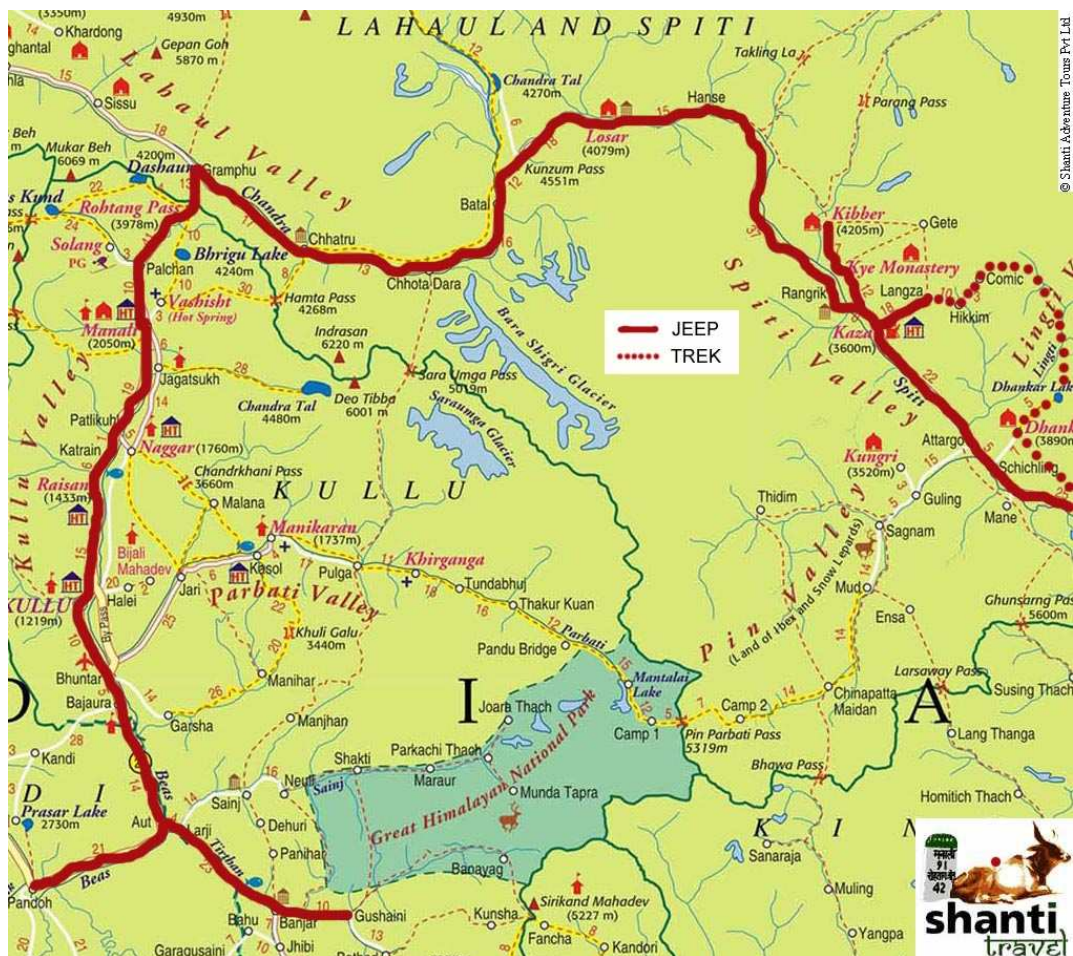 (3350m)
Khardong
4930m
Gepan Goh
5870 m
LAHAUL AND SPITI
Takling La
Chandra Tal
4270m
Hanse
Parang Pass
Sissu
Lahaul Valley
Losar
(4079m)
Kunzum Pass
4551m
Mukar Beh
6069 m
4200m
Dashaur
Gramphu
Chandra
Batal
Rohtang Pass
(3978m)
Kibber
(4205m)
Gete
Solang
PG
Palchan
Bhrigu Lake
4240m
Chhatru
Chhota Dara
Kye Monastery
Langza
Comic
Hikkim
Rangrik
Vashisht
(Hot Spring)
Hamta Pass
4268m
Manali
(2050m)
Indrasan
6220 m
Bara Shigri Glacier
JEEP
TREK
Spiti Valley
Kaza
(3600m)
Spiti
Lingti
Dhankar Lake
Jagatsukh
Sara Umga Pass
5019m
Deo Tibba
6001 m
Chandra Tal
4480m
Saraumga Glacier
Kullu Valley
Patlikuhl
Katrain
Naggar
(1760m)
(3890m)
Attargo
Schichling
Kungri
(3520m)
Raisan
(1433m)
Chandrkhani Pass
3660m
Malana
KULLU
Thidim
Guling
Mane
Sagnam
Manikaran
(1737m)
Bijali
Mahadev
Kasol
Pulga
Khirganga
Tundabhuj
Jari
Halei
Parbati Valley
Thakur Kuan
Pin Valley
(Land of Ibex and Snow Lepards)
Mud
Ensa
Ghunsarng Pass
5600m
KULLU
(1219m)
By Pass
Khuli Galu
3440m
Parbati
Pandu Bridge
Bhuntar
Manihar
Mantalai
Lake
Larsaway Pass
Susing Thach
Bajaura
Garsha
Manjhan
I
Joara Thach
Camp 1
Camp 2
Chinapatta
Maidan
A
Pin Parbati Pass
5319m
Lang Thanga
Kandi
Shakti
Parkachi Thach
Maraur
Bhawa Pass
Beas
Sainj
Neuli
Sainj
Great Himalayan National Park
Munda Tapra
Homitich Thach
Prasar Lake
2730m
Aut
Larji
Dehuri
Panihar
Tirthan
Sanaraja
Banayag
Beas
Pandoh
Banjar
Gushaini
Bahu
Jhibi
Garagusaini
Kunsha
Sirikand Mahadev
(5227 m)
Fancha
Kandori
Muling
Yangpa
shanti
travel
© Shanti Adventure Tours Pvt Ltd